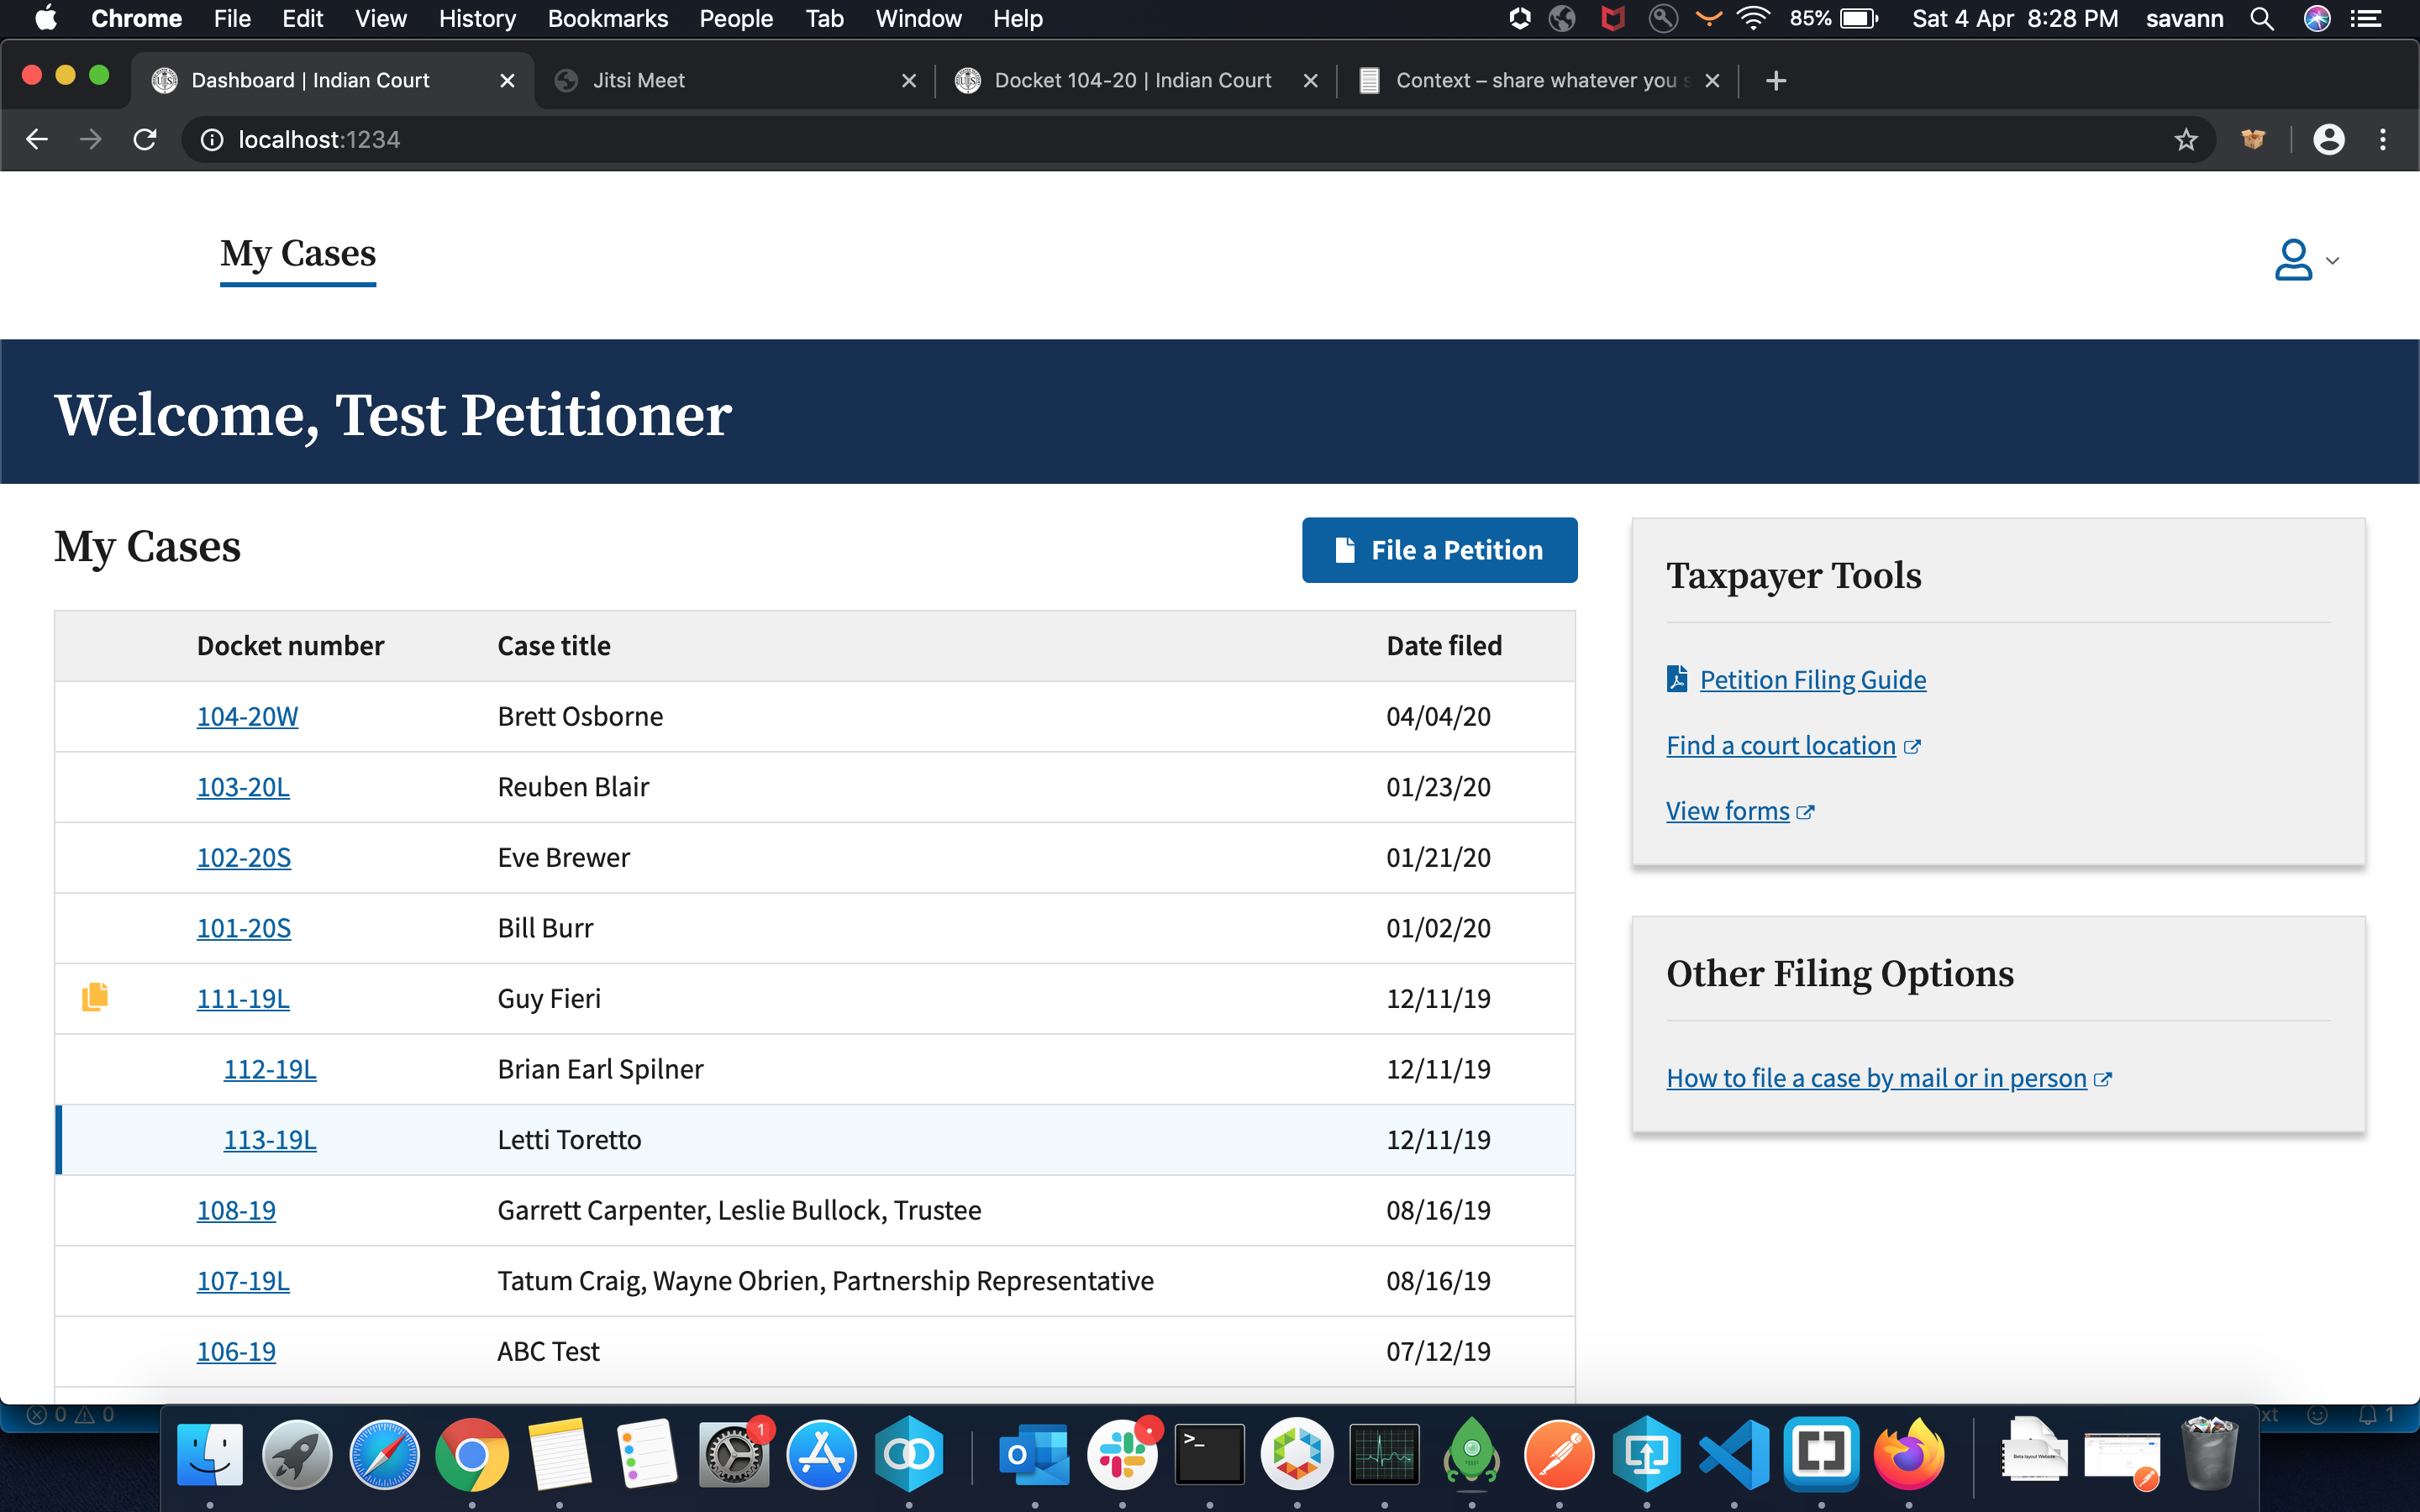 Chrome File Edit View History Bookmarks People Tab Window Help 85% Sat 4 Apr 8:28 PM savann
Dashboard | Indian Court Jitsi Meet Docket 104-20 | Indian Court Context – share whatever you s
localhost:1234
My Cases
Welcome, Test Petitioner
My Cases
File a Petition
Docket number Case title Date filed
104-20W Brett Osborne 04/04/20
103-20L Reuben Blair 01/23/20
102-20S Eve Brewer 01/21/20
101-20S Bill Burr 01/02/20
111-19L Guy Fieri 12/11/19
112-19L Brian Earl Spilner 12/11/19
113-19L Letti Toretto 12/11/19
108-19 Garrett Carpenter, Leslie Bullock, Trustee 08/16/19
107-19L Tatum Craig, Wayne Obrien, Partnership Representative 08/16/19
106-19 ABC Test 07/12/19
Taxpayer Tools
Petition Filing Guide
Find a court location
View forms
Other Filing Options
How to file a case by mail or in person
0 0 xt 1
1
Beta layout Website